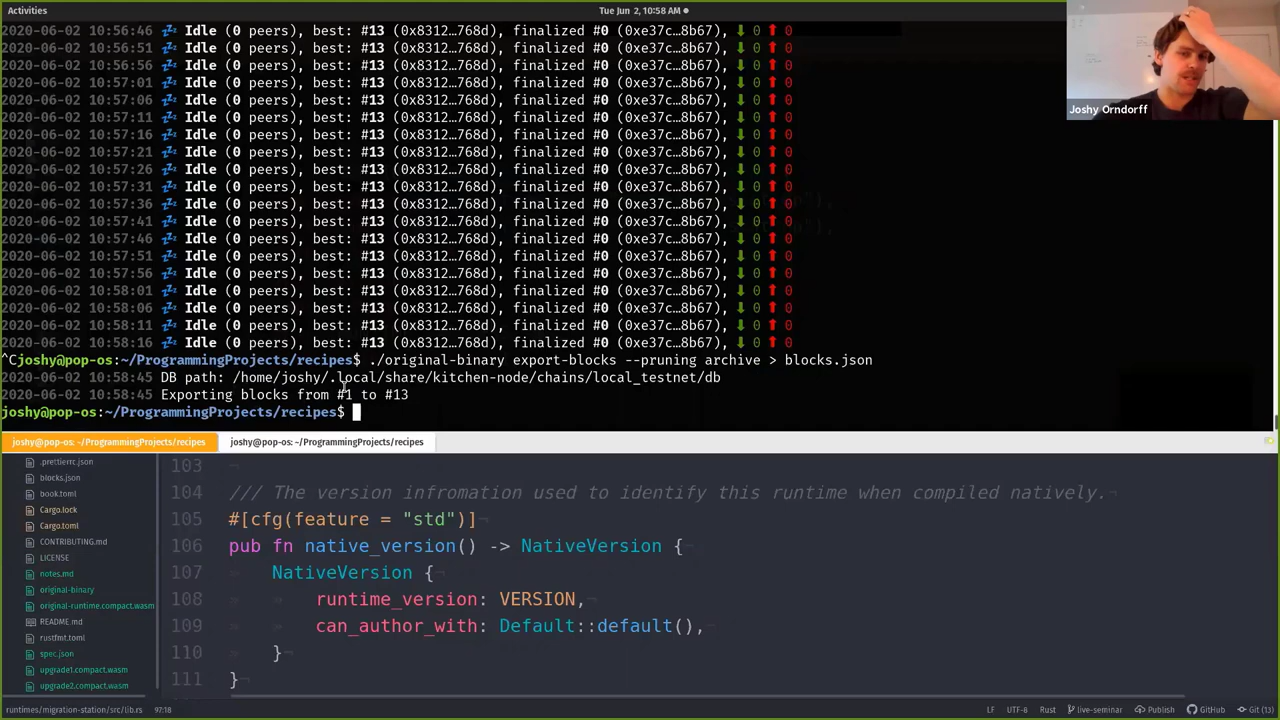 Activities
Tue Jun 2, 10:58 AM
2020-06-02 10:56:46 💤 Idle (0 peers), best: #13 (0x8312…768d), finalized #0 (0xe37c…8b67), ⬇ 0 ⬆ 0
2020-06-02 10:56:51 💤 Idle (0 peers), best: #13 (0x8312…768d), finalized #0 (0xe37c…8b67), ⬇ 0 ⬆ 0
2020-06-02 10:56:56 💤 Idle (0 peers), best: #13 (0x8312…768d), finalized #0 (0xe37c…8b67), ⬇ 0 ⬆ 0
2020-06-02 10:57:01 💤 Idle (0 peers), best: #13 (0x8312…768d), finalized #0 (0xe37c…8b67), ⬇ 0 ⬆ 0
2020-06-02 10:57:06 💤 Idle (0 peers), best: #13 (0x8312…768d), finalized #0 (0xe37c…8b67), ⬇ 0 ⬆ 0
2020-06-02 10:57:11 💤 Idle (0 peers), best: #13 (0x8312…768d), finalized #0 (0xe37c…8b67), ⬇ 0 ⬆ 0
2020-06-02 10:57:16 💤 Idle (0 peers), best: #13 (0x8312…768d), finalized #0 (0xe37c…8b67), ⬇ 0 ⬆ 0
2020-06-02 10:57:21 💤 Idle (0 peers), best: #13 (0x8312…768d), finalized #0 (0xe37c…8b67), ⬇ 0 ⬆ 0
2020-06-02 10:57:26 💤 Idle (0 peers), best: #13 (0x8312…768d), finalized #0 (0xe37c…8b67), ⬇ 0 ⬆ 0
2020-06-02 10:57:31 💤 Idle (0 peers), best: #13 (0x8312…768d), finalized #0 (0xe37c…8b67), ⬇ 0 ⬆ 0
2020-06-02 10:57:36 💤 Idle (0 peers), best: #13 (0x8312…768d), finalized #0 (0xe37c…8b67), ⬇ 0 ⬆ 0
2020-06-02 10:57:41 💤 Idle (0 peers), best: #13 (0x8312…768d), finalized #0 (0xe37c…8b67), ⬇ 0 ⬆ 0
2020-06-02 10:57:46 💤 Idle (0 peers), best: #13 (0x8312…768d), finalized #0 (0xe37c…8b67), ⬇ 0 ⬆ 0
2020-06-02 10:57:51 💤 Idle (0 peers), best: #13 (0x8312…768d), finalized #0 (0xe37c…8b67), ⬇ 0 ⬆ 0
2020-06-02 10:57:56 💤 Idle (0 peers), best: #13 (0x8312…768d), finalized #0 (0xe37c…8b67), ⬇ 0 ⬆ 0
2020-06-02 10:58:01 💤 Idle (0 peers), best: #13 (0x8312…768d), finalized #0 (0xe37c…8b67), ⬇ 0 ⬆ 0
2020-06-02 10:58:06 💤 Idle (0 peers), best: #13 (0x8312…768d), finalized #0 (0xe37c…8b67), ⬇ 0 ⬆ 0
2020-06-02 10:58:11 💤 Idle (0 peers), best: #13 (0x8312…768d), finalized #0 (0xe37c…8b67), ⬇ 0 ⬆ 0
2020-06-02 10:58:16 💤 Idle (0 peers), best: #13 (0x8312…768d), finalized #0 (0xe37c…8b67), ⬇ 0 ⬆ 0
^Cjoshy@pop-os:~/ProgrammingProjects/recipes$ ./original-binary export-blocks --pruning archive > blocks.json
2020-06-02 10:58:45 DB path: /home/joshy/.local/share/kitchen-node/chains/local_testnet/db
2020-06-02 10:58:45 Exporting blocks from #1 to #13
joshy@pop-os:~/ProgrammingProjects/recipes$
Joshy Orndorff
joshy@pop-os: ~/ProgrammingProjects/recipes
joshy@pop-os: ~/ProgrammingProjects/recipes
.prettierrc.json
blocks.json
book.toml
Cargo.lock
Cargo.toml
CONTRIBUTING.md
LICENSE
notes.md
original-binary
original-runtime.compact.wasm
README.md
rustfmt.toml
spec.json
upgrade1.compact.wasm
upgrade2.compact.wasm
103
104 /// The version infromation used to identify this runtime when compiled natively.
105 #[cfg(feature = "std")]
106 pub fn native_version() -> NativeVersion {
107 NativeVersion {
108 runtime_version: VERSION,
109 can_author_with: Default::default(),
110 }
111 }
runtimes/migration-station/src/lib.rs 97:18
LF UTF-8 Rust live-seminar Publish GitHub Git (13)